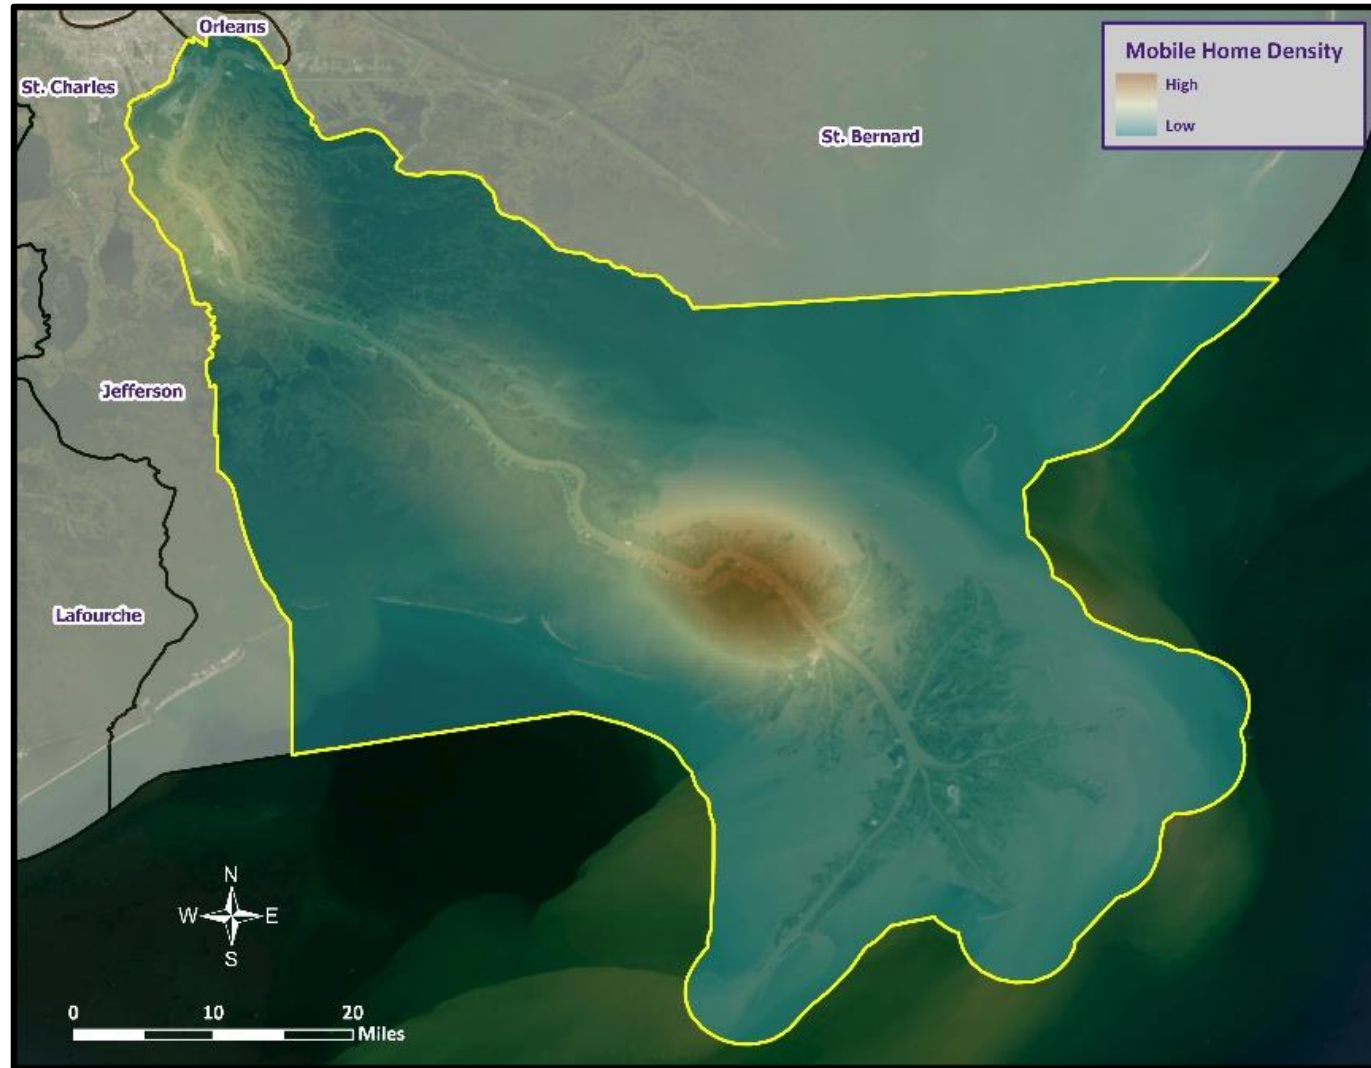 Orleans
Mobile Home Density
High
Low
St. Charles
St. Bernard
Jefferson
Lafourche
N
W E
S
0 10 20
Miles